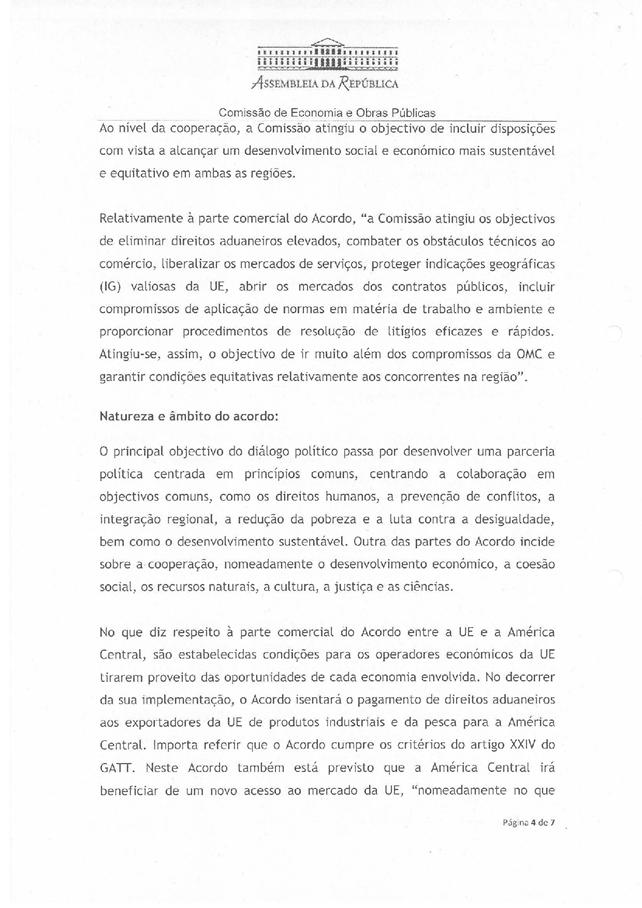 ASSEMBLEIA DA REPÚBLICA
Comissão de Economia e Obras Públicas
Ao nível da cooperação, a Comissão atingiu o objectivo de incluir disposições
com vista a alcançar um desenvolvimento social e económico mais sustentável
e equitativo em ambas as regiões.
Relativamente à parte comercial do Acordo, “a Comissão atingiu os objectivos
de eliminar direitos aduaneiros elevados, combater os obstáculos técnicos ao
comércio, liberalizar os mercados de serviços, proteger indicações geográficas
(IG) valiosas da UE, abrir os mercados dos contratos públicos, incluir
compromissos de aplicação de normas em matéria de trabalho e ambiente e
proporcionar procedimentos de resolução de litígios eficazes e rápidos.
Atingiu-se, assim, o objectivo de ir muito além dos compromissos da OMC e
garantir condições equitativas relativamente aos concorrentes na região”.
Natureza e âmbito do acordo:
O principal objectivo do diálogo político passa por desenvolver uma parceria
política centrada em princípios comuns, centrando a colaboração em
objectivos comuns, como os direitos humanos, a prevenção de conflitos, a
integração regional, a redução da pobreza e a luta contra a desigualdade,
bem como o desenvolvimento sustentável. Outra das partes do Acordo incide
sobre a cooperação, nomeadamente o desenvolvimento económico, a coesão
social, os recursos naturais, a cultura, a justiça e as ciências.
No que diz respeito à parte comercial do Acordo entre a UE e a América
Central, são estabelecidas condições para os operadores económicos da UE
tirarem proveito das oportunidades de cada economia envolvida. No decorrer
da sua implementação, o Acordo isentará o pagamento de direitos aduaneiros
aos exportadores da UE de produtos industriais e da pesca para a América
Central. Importa referir que o Acordo cumpre os critérios do artigo XXIV do
GATT. Neste Acordo também está previsto que a América Central irá
beneficiar de um novo acesso ao mercado da UE, “nomeadamente no que
Página 4 de 7